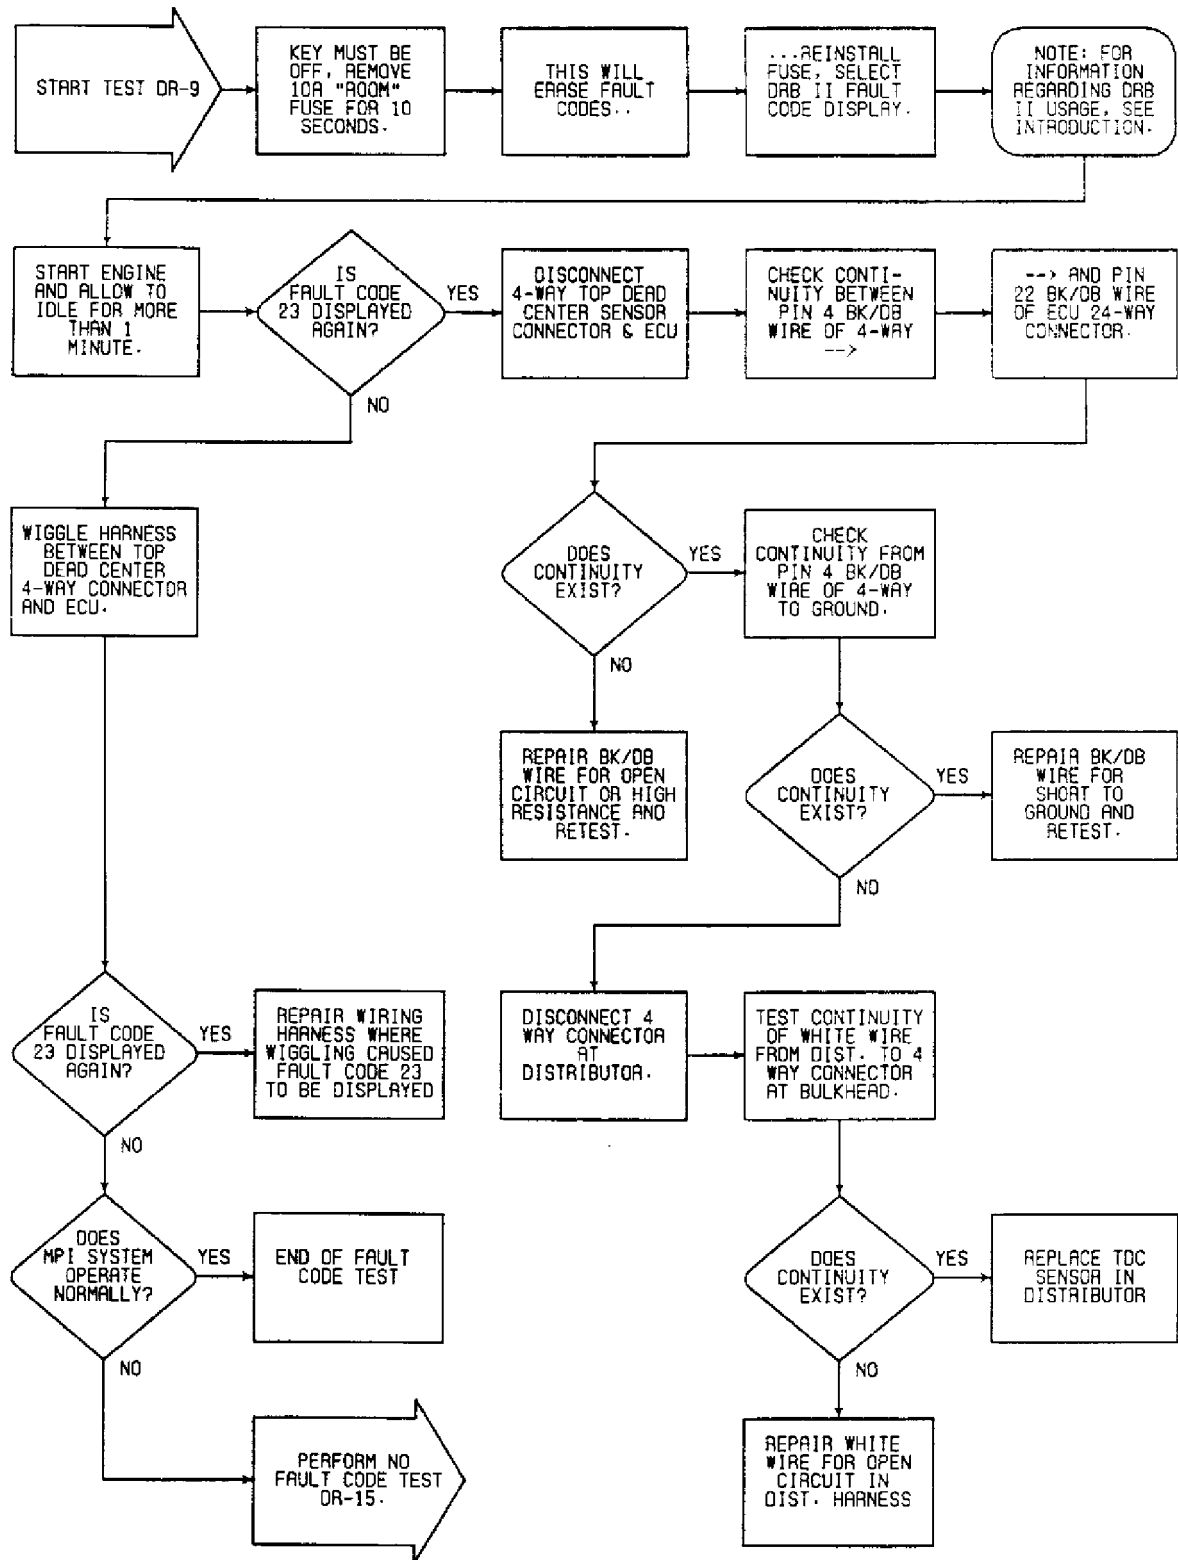 START TEST DR-9
KEY MUST BE
OFF, REMOVE
10A "ROOM"
FUSE FOR 10
SECONDS.
THIS WILL
ERASE FAULT
CODES..
...REINSTALL
FUSE, SELECT
DRB II FAULT
CODE DISPLAY.
NOTE: FOR
INFORMATION
REGARDING DRB
II USAGE, SEE
INTRODUCTION.
START ENGINE
AND ALLOW TO
IDLE FOR MORE
THAN 1
MINUTE.
IS
FAULT CODE
23 DISPLAYED
AGAIN?
YES
NO
DISCONNECT
4-WAY TOP DEAD
CENTER SENSOR
CONNECTOR & ECU
CHECK CONTI-
NUITY BETWEEN
PIN 4 BK/DB
WIRE OF 4-WAY
-->
--> AND PIN
22 BK/DB WIRE
OF ECU 24-WAY
CONNECTOR.
WIGGLE HARNESS
BETWEEN TOP
DEAD CENTER
4-WAY CONNECTOR
AND ECU.
DOES
CONTINUITY
EXIST?
YES
NO
CHECK
CONTINUITY FROM
PIN 4 BK/DB
WIRE OF 4-WAY
TO GROUND.
REPAIR BK/DB
WIRE FOR OPEN
CIRCUIT OR HIGH
RESISTANCE AND
RETEST.
DOES
CONTINUITY
EXIST?
YES
NO
REPAIR BK/DB
WIRE FOR
SHORT TO
GROUND AND
RETEST.
IS
FAULT CODE
23 DISPLAYED
AGAIN?
YES
NO
REPAIR WIRING
HARNESS WHERE
WIGGLING CAUSED
FAULT CODE 23
TO BE DISPLAYED
DISCONNECT 4
WAY CONNECTOR
AT
DISTRIBUTOR.
TEST CONTINUITY
OF WHITE WIRE
FROM DIST. TO 4
WAY CONNECTOR
AT BULKHEAD.
DOES
MPI SYSTEM
OPERATE
NORMALLY?
YES
NO
END OF FAULT
CODE TEST
DOES
CONTINUITY
EXIST?
YES
NO
REPLACE TDC
SENSOR IN
DISTRIBUTOR
PERFORM NO
FAULT CODE TEST
DR-15.
REPAIR WHITE
WIRE FOR OPEN
CIRCUIT IN
DIST. HARNESS